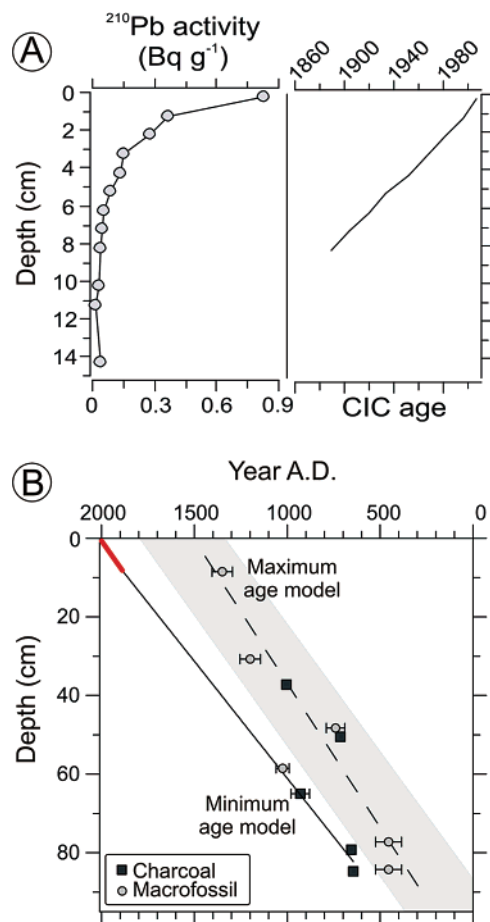 A
²¹⁰Pb activity
(Bq g⁻¹)
1860 1900 1940 1980
0
2
4
6
8
10
12
14
Depth (cm)
0 0.3 0.6 0.9
CIC age
B
Year A.D.
2000 1500 1000 500 0
0
20
40
60
80
Depth (cm)
Maximum
age model
Minimum
age model
Charcoal
Macrofossil